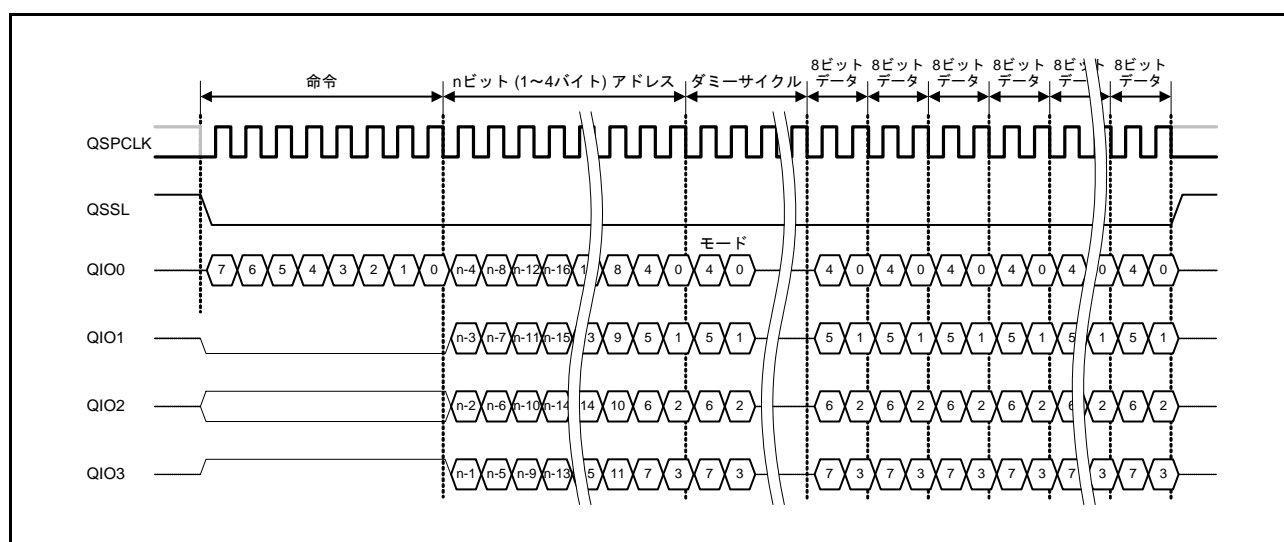 命令 nビット (1～4バイト) アドレス ダミーサイクル 8ビット 8ビット 8ビット 8ビット 8ビット 8ビット
データ データ データ データ データ データ
QSPCLK
QSSL
モード
QIO0 7 6 5 4 3 2 1 0 n-4 n-8 n-12 n-16 1 8 4 0 4 0 4 0 4 0 4 0 4 0 4 0 4 0
QIO1 n-3 n-7 n-11 n-15 3 9 5 1 5 1 5 1 5 1 5 1 5 1 5 1 5 1
QIO2 n-2 n-6 n-10 n-14 14 10 6 2 6 2 6 2 6 2 6 2 6 2 6 2 6 2
QIO3 n-1 n-5 n-9 n-13 5 11 7 3 7 3 7 3 7 3 7 3 7 3 7 3 7 3